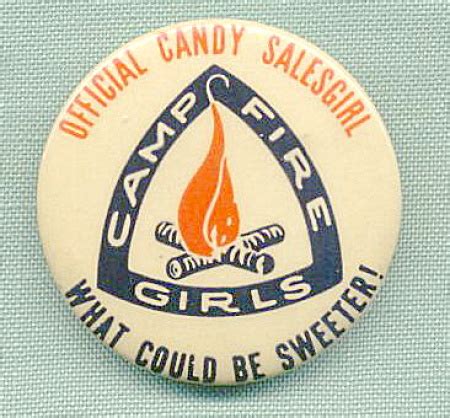 OFFICIAL CANDY SALESGIRL
CAMP FIRE
GIRLS
WHAT COULD BE SWEETER!